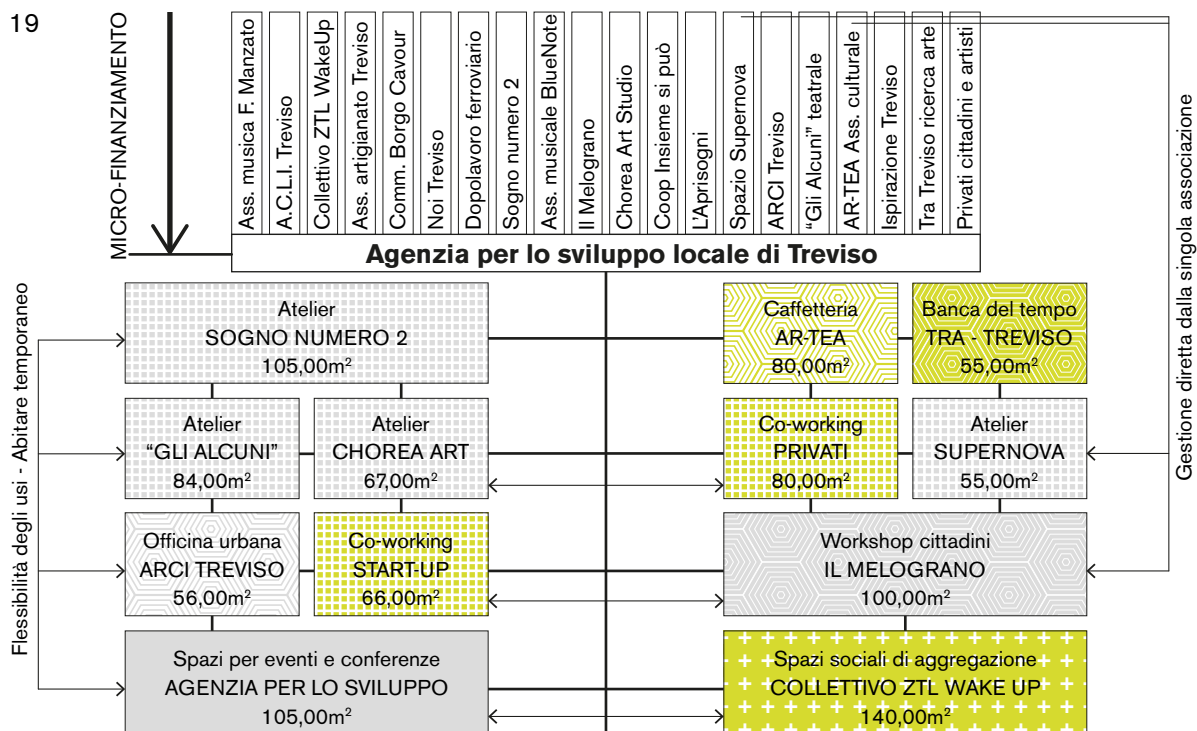 19
MICRO-FINANZIAMENTO
Ass. musica F. Manzato
A.C.L.I. Treviso
Collettivo ZTL WakeUp
Ass. artigianato Treviso
Comm. Borgo Cavour
Noi Treviso
Dopolavoro ferroviario
Sogno numero 2
Ass. musicale BlueNote
Il Melograno
Chorea Art Studio
Coop Insieme si può
L'Aprisogni
Spazio Supernova
ARCI Treviso
“Gli Alcuni” teatrale
AR-TEA Ass. culturale
Ispirazione Treviso
Tra Treviso ricerca arte
Privati cittadini e artisti
Agenzia per lo sviluppo locale di Treviso
Gestione diretta dalla singola associazione
Flessibilità degli usi - Abitare temporaneo
Atelier
SOGNO NUMERO 2
105,00m²
Caffetteria
AR-TEA
80,00m²
Banca del tempo
TRA - TREVISO
55,00m²
Atelier
“GLI ALCUNI”
84,00m²
Atelier
CHOREA ART
67,00m²
Co-working
PRIVATI
80,00m²
Atelier
SUPERNOVA
55,00m²
Officina urbana
ARCI TREVISO
56,00m²
Co-working
START-UP
66,00m²
Workshop cittadini
IL MELOGRANO
100,00m²
Spazi per eventi e conferenze
AGENZIA PER LO SVILUPPO
105,00m²
Spazi sociali di aggregazione
COLLETTIVO ZTL WAKE UP
140,00m²